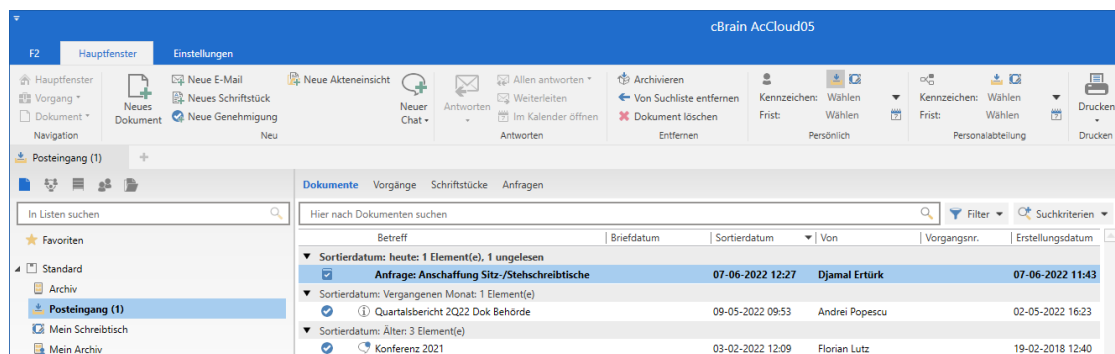 cBrain AcCloud05
F2 Hauptfenster Einstellungen
Hauptfenster
Vorgang
Dokument
Navigation
Neues Dokument
Neue E-Mail
Neues Schriftstück
Neue Genehmigung
Neue Akteneinsicht
Neuer Chat
Neu
Antworten
Allen antworten
Weiterleiten
Im Kalender öffnen
Antworten
Archivieren
Von Suchliste entfernen
Dokument löschen
Entfernen
Kennzeichen: Wählen
Frist: Wählen
Persönlich
Kennzeichen: Wählen
Frist: Wählen
Personalabteilung
Drucken
Drucken
Posteingang (1) +
In Listen suchen
Favoriten
Standard
Archiv
Posteingang (1)
Mein Schreibtisch
Mein Archiv
Dokumente Vorgänge Schriftstücke Anfragen
Hier nach Dokumenten suchen Filter Suchkriterien
Betreff Briefdatum Sortierdatum Von Vorgangsnr. Erstellungsdatum
Sortierdatum: heute: 1 Element(e), 1 ungelesen
Anfrage: Anschaffung Sitz-/Stehschreibtische 07-06-2022 12:27 Djamal Ertürk 07-06-2022 11:43
Sortierdatum: Vergangenen Monat: 1 Element(e)
Quartalsbericht 2Q22 Dok Behörde 09-05-2022 09:53 Andrei Popescu 02-05-2022 16:23
Sortierdatum: Älter: 3 Element(e)
Konferenz 2021 03-02-2022 12:09 Florian Lutz 19-02-2018 12:40